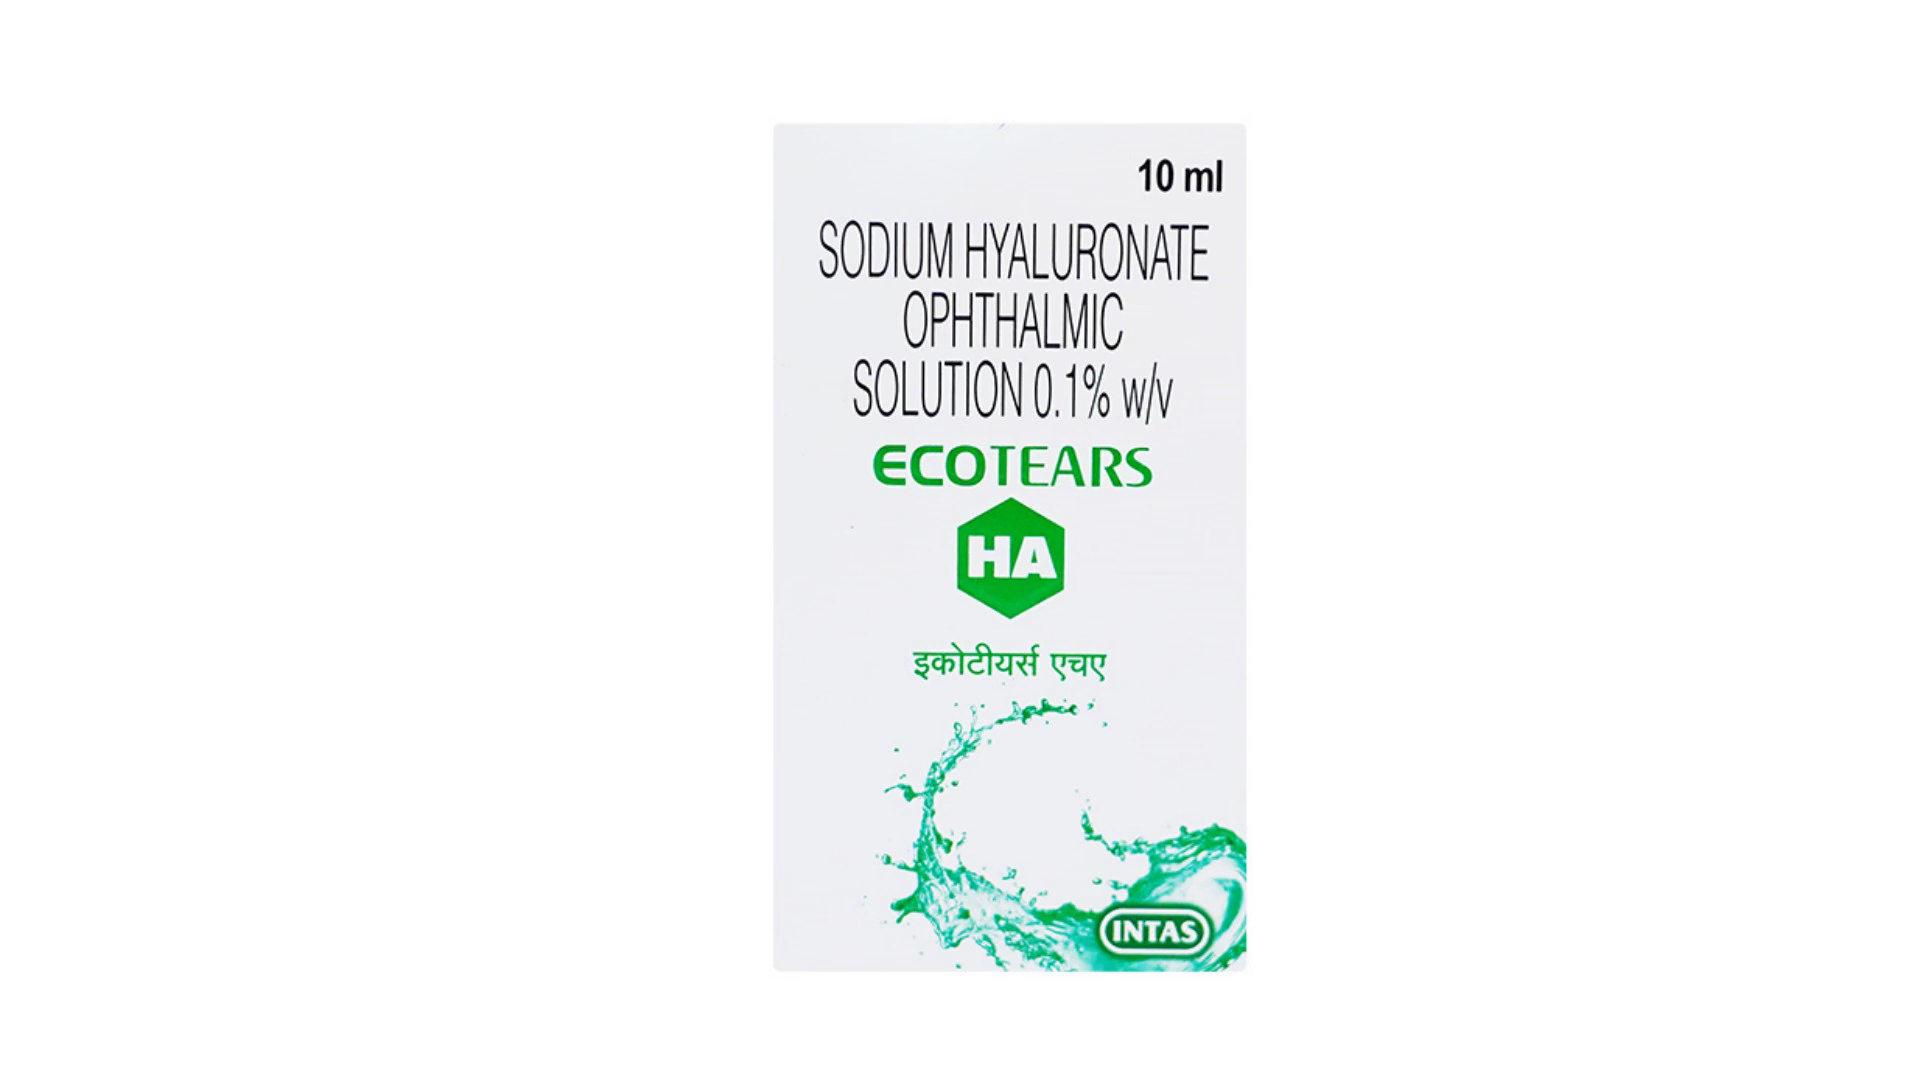 10 ml
SODIUM HYALURONATE
OPHTHALMIC
SOLUTION 0.1% w/v
ECOTEARS
HA
इकोटीयर्स एचए
INTAS